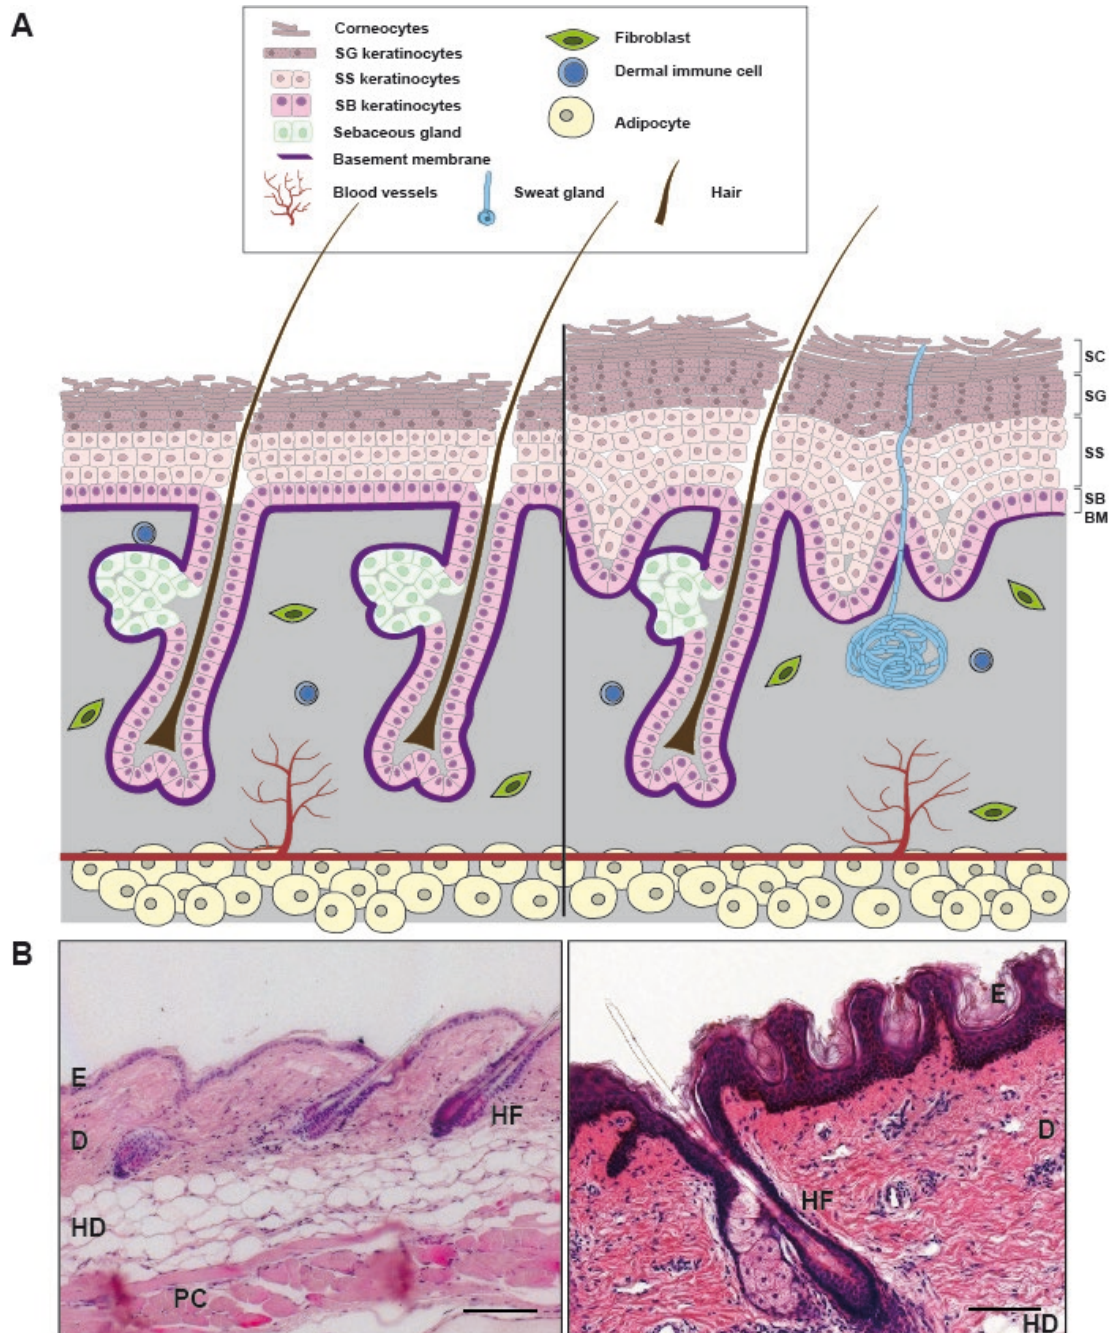 A
Corneocytes
SG keratinocytes
SS keratinocytes
SB keratinocytes
Sebaceous gland
Basement membrane
Blood vessels
Fibroblast
Dermal immune cell
Adipocyte
Sweat gland
Hair
SC
SG
SS
SB
BM
B
E
D
HF
HD
PC
E
D
HF
HD